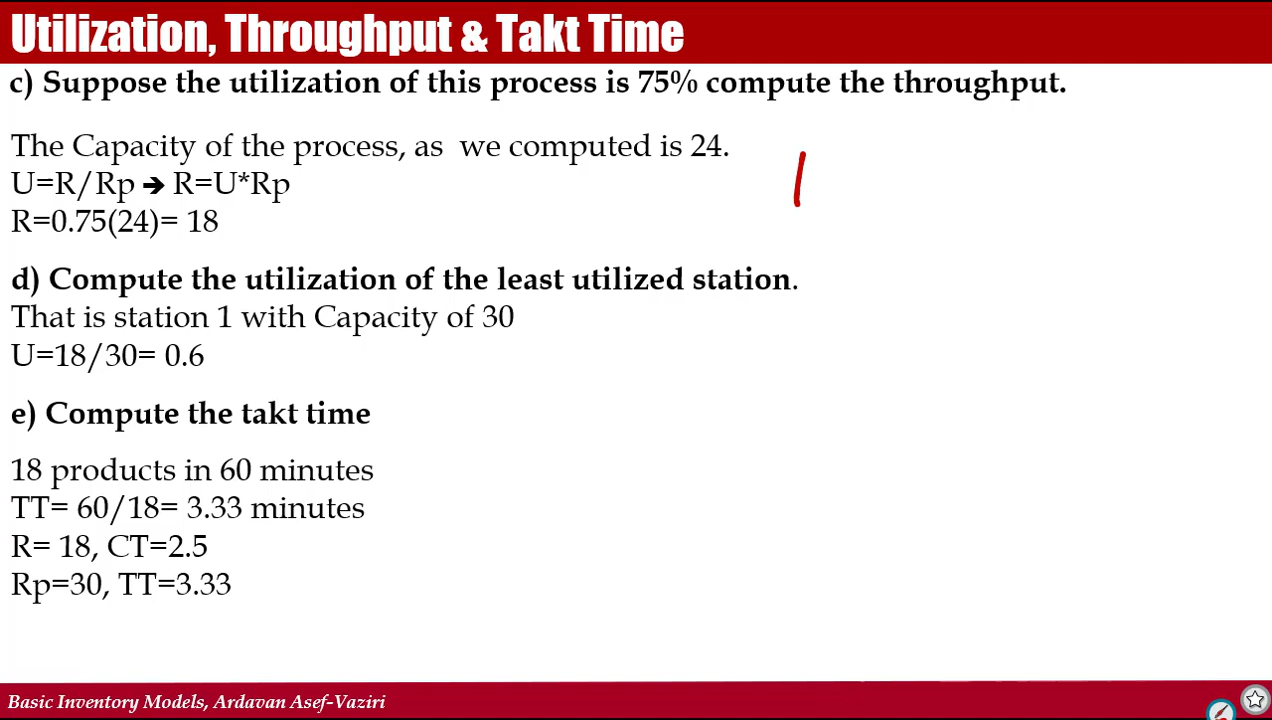 Utilization, Throughput & Takt Time
c) Suppose the utilization of this process is 75% compute the throughput.
The Capacity of the process, as we computed is 24.
U=R/Rp ➔ R=U*Rp
R=0.75(24)= 18
d) Compute the utilization of the least utilized station.
That is station 1 with Capacity of 30
U=18/30= 0.6
e) Compute the takt time
18 products in 60 minutes
TT= 60/18= 3.33 minutes
R= 18, CT=2.5
Rp=30, TT=3.33
Basic Inventory Models, Ardavan Asef-Vaziri